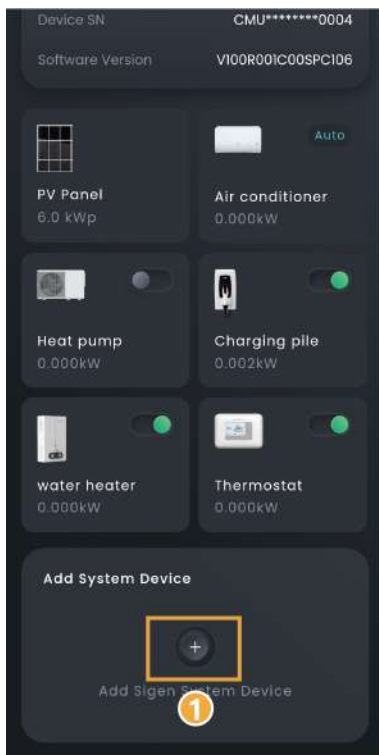 Device SN CMU********0004
Software Version V100R001C00SPC106
Auto
PV Panel Air conditioner
6.0 kWp 0.000kW
Heat pump Charging pile
0.000kW 0.002kW
water heater Thermostat
0.000kW 0.000kW
Add System Device
+
Add Sigen System Device
1